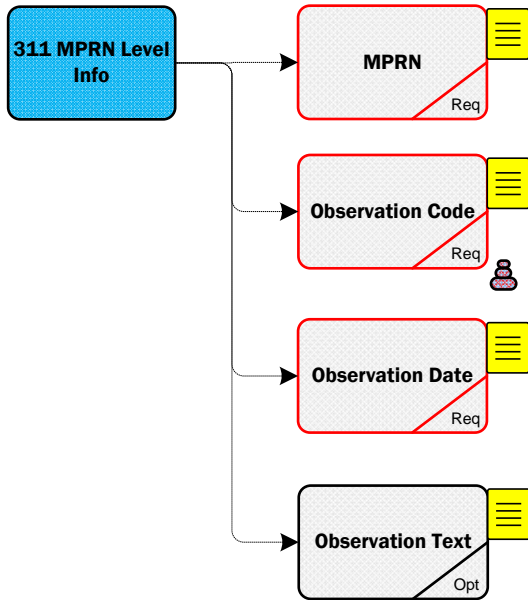 311 MPRN Level
Info
MPRN
Req
Observation Code
Req
Observation Date
Req
Observation Text
Opt